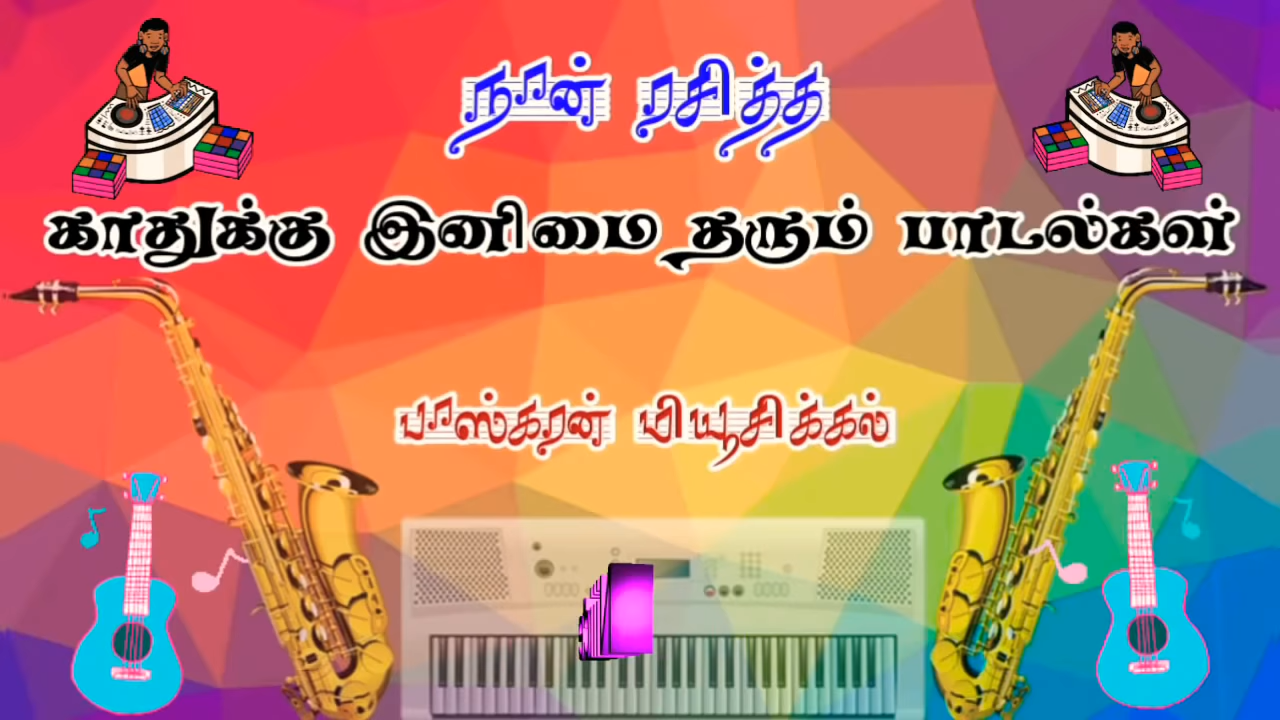 நான் ரசித்த
காதுக்கு இனிமை தரும் பாடல்கள்
பாஸ்கரன் மியூசிக்கல்